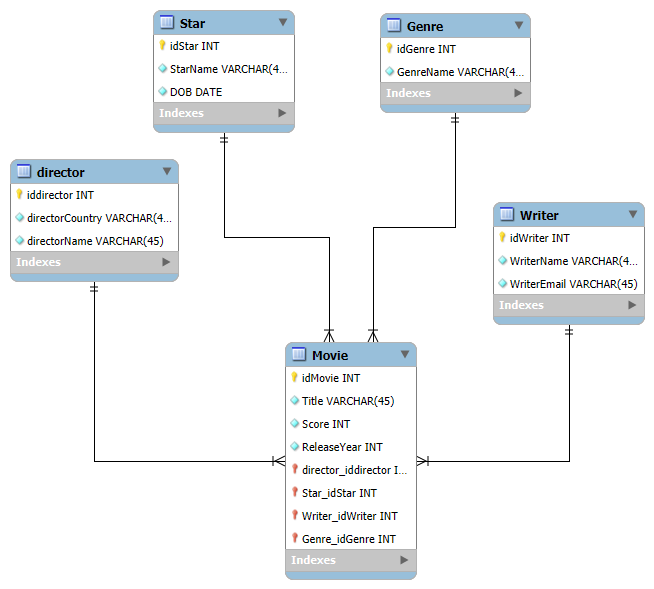 Star
idStar INT
StarName VARCHAR(4...
DOB DATE
Indexes
Genre
idGenre INT
GenreName VARCHAR(4...
Indexes
director
iddirector INT
directorCountry VARCHAR(4...
directorName VARCHAR(45)
Indexes
Writer
idWriter INT
WriterName VARCHAR(4...
WriterEmail VARCHAR(45)
Indexes
Movie
idMovie INT
Title VARCHAR(45)
Score INT
ReleaseYear INT
director_iddirector I...
Star_idStar INT
Writer_idWriter INT
Genre_idGenre INT
Indexes